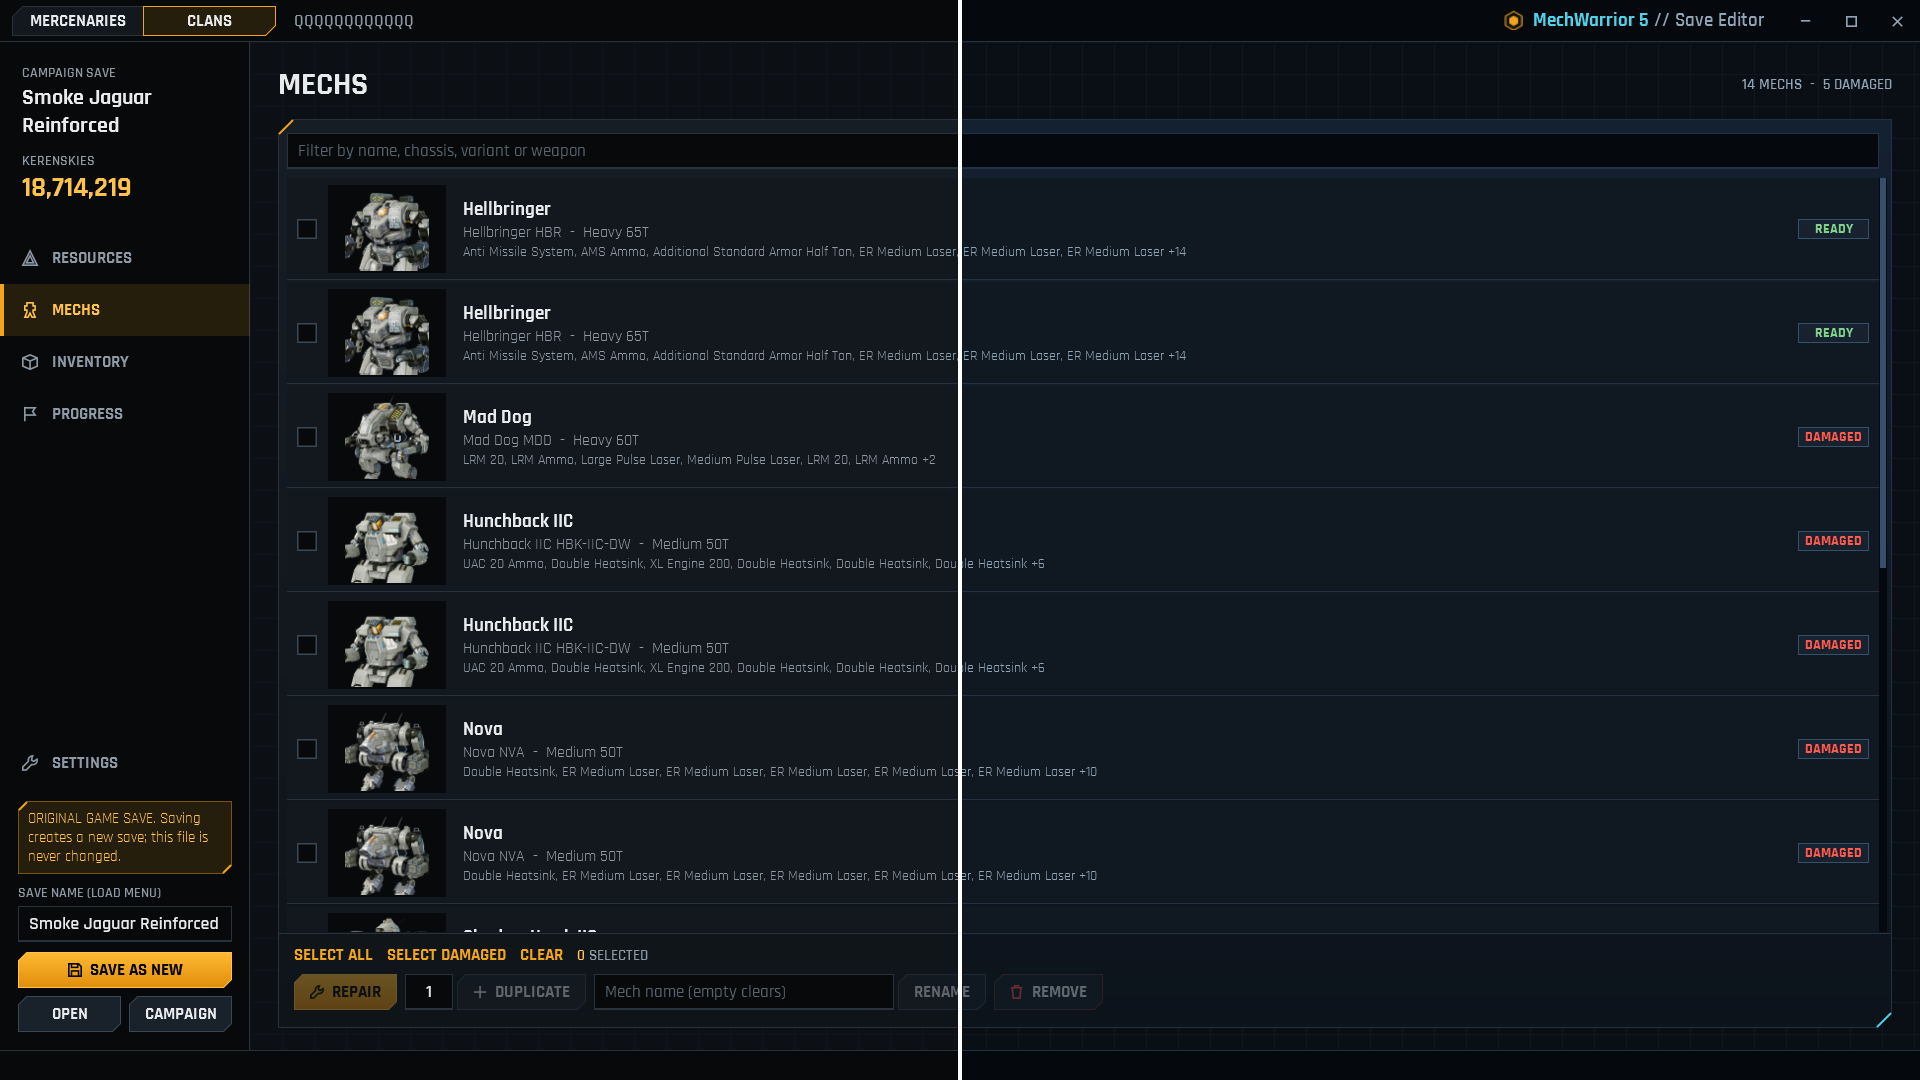 MERCENARIES
CLANS
QQQQQQQQQQQQ
MechWarrior 5 // Save Editor
CAMPAIGN SAVE
Smoke Jaguar
Reinforced
KERENSKIES
18,714,219
RESOURCES
MECHS
INVENTORY
PROGRESS
SETTINGS
ORIGINAL GAME SAVE. Saving
creates a new save; this file is
never changed.
SAVE NAME (LOAD MENU)
Smoke Jaguar Reinforced
SAVE AS NEW
OPEN
CAMPAIGN
MECHS
14 MECHS - 5 DAMAGED
Filter by name, chassis, variant or weapon
Hellbringer
Hellbringer HBR - Heavy 65T
Anti Missile System, AMS Ammo, Additional Standard Armor Half Ton, ER Medium Laser, ER Medium Laser, ER Medium Laser +14
READY
Hellbringer
Hellbringer HBR - Heavy 65T
Anti Missile System, AMS Ammo, Additional Standard Armor Half Ton, ER Medium Laser, ER Medium Laser, ER Medium Laser +14
READY
Mad Dog
Mad Dog MDD - Heavy 60T
LRM 20, LRM Ammo, Large Pulse Laser, Medium Pulse Laser, LRM 20, LRM Ammo +2
DAMAGED
Hunchback IIC
Hunchback IIC HBK-IIC-DW - Medium 50T
UAC 20 Ammo, Double Heatsink, XL Engine 200, Double Heatsink, Double Heatsink, Double Heatsink +6
DAMAGED
Hunchback IIC
Hunchback IIC HBK-IIC-DW - Medium 50T
UAC 20 Ammo, Double Heatsink, XL Engine 200, Double Heatsink, Double Heatsink, Double Heatsink +6
DAMAGED
Nova
Nova NVA - Medium 50T
Double Heatsink, ER Medium Laser, ER Medium Laser, ER Medium Laser, ER Medium Laser, ER Medium Laser +10
DAMAGED
Nova
Nova NVA - Medium 50T
Double Heatsink, ER Medium Laser, ER Medium Laser, ER Medium Laser, ER Medium Laser, ER Medium Laser +10
DAMAGED
SELECT ALL
SELECT DAMAGED
CLEAR
0 SELECTED
REPAIR
1
DUPLICATE
Mech name (empty clears)
RENAME
REMOVE